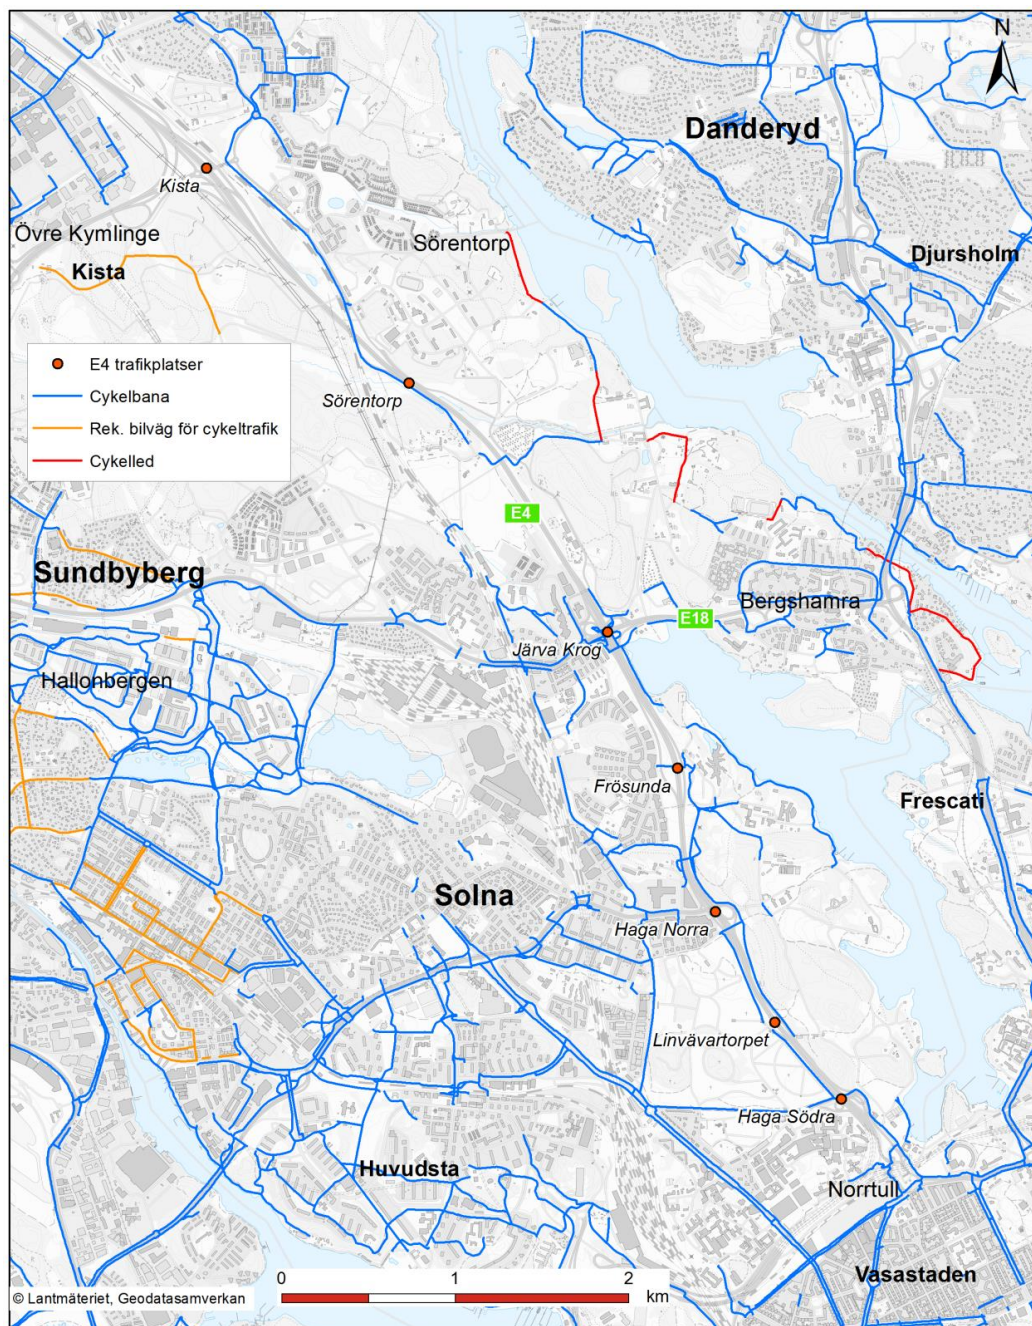 N
Danderyd
Kista
Övre Kymlinge
Kista
Sörentorp
Djursholm
E4 trafikplatser
Cykelbana
Rek. bilväg för cykeltrafik
Cykelled
Sörentorp
E4
Sundbyberg
Bergshamra
E18
Järva Krog
Hallonbergen
Frösunda
Frescati
Solna
Haga Norra
Linvävartorpet
Haga Södra
Huvudsta
Norrtull
Vasastaden
0 1 2
km
© Lantmäteriet, Geodatasamverkan